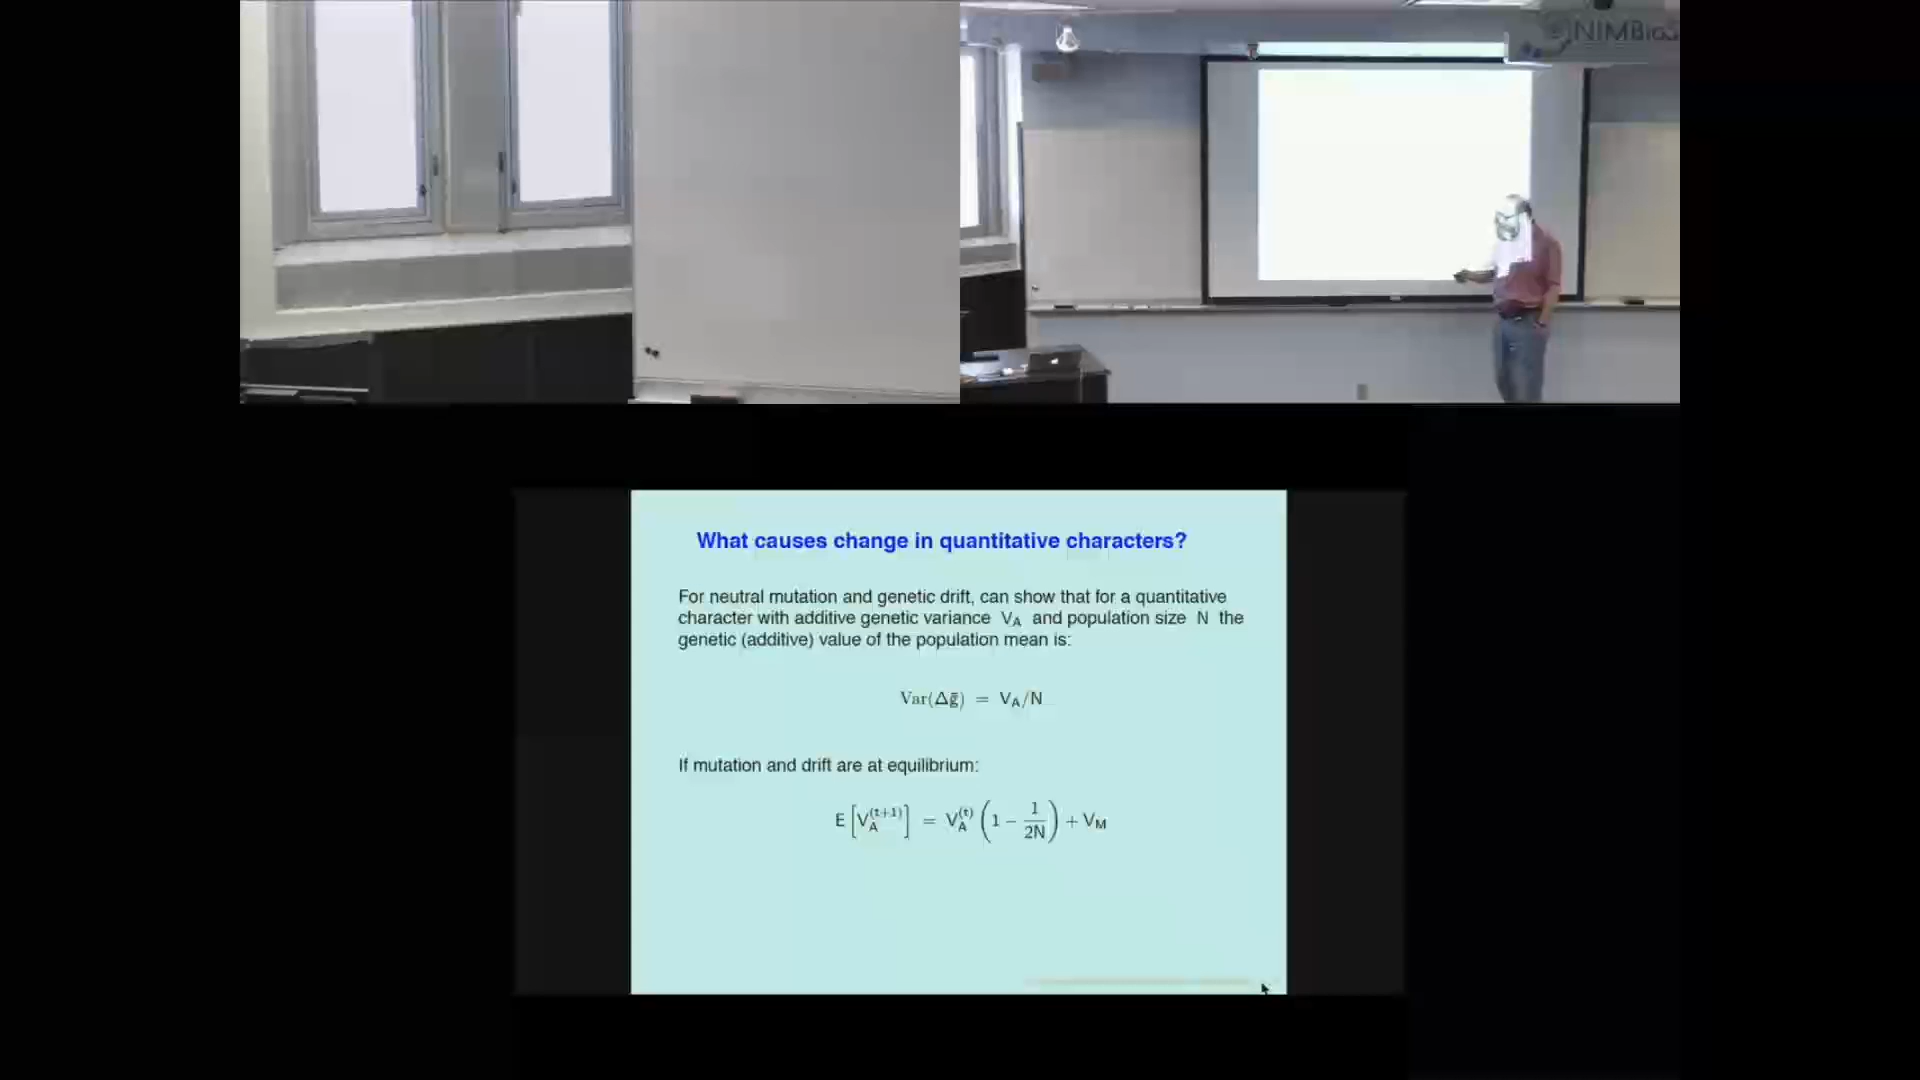 NIMBioS
What causes change in quantitative characters?
For neutral mutation and genetic drift, can show that for a quantitative
character with additive genetic variance V_A and population size N the
genetic (additive) value of the population mean is:
Var(Δḡ) = V_A/N
If mutation and drift are at equilibrium:
E [V_A^(t+1)] = V_A^(t) (1 − 1/2N) + V_M